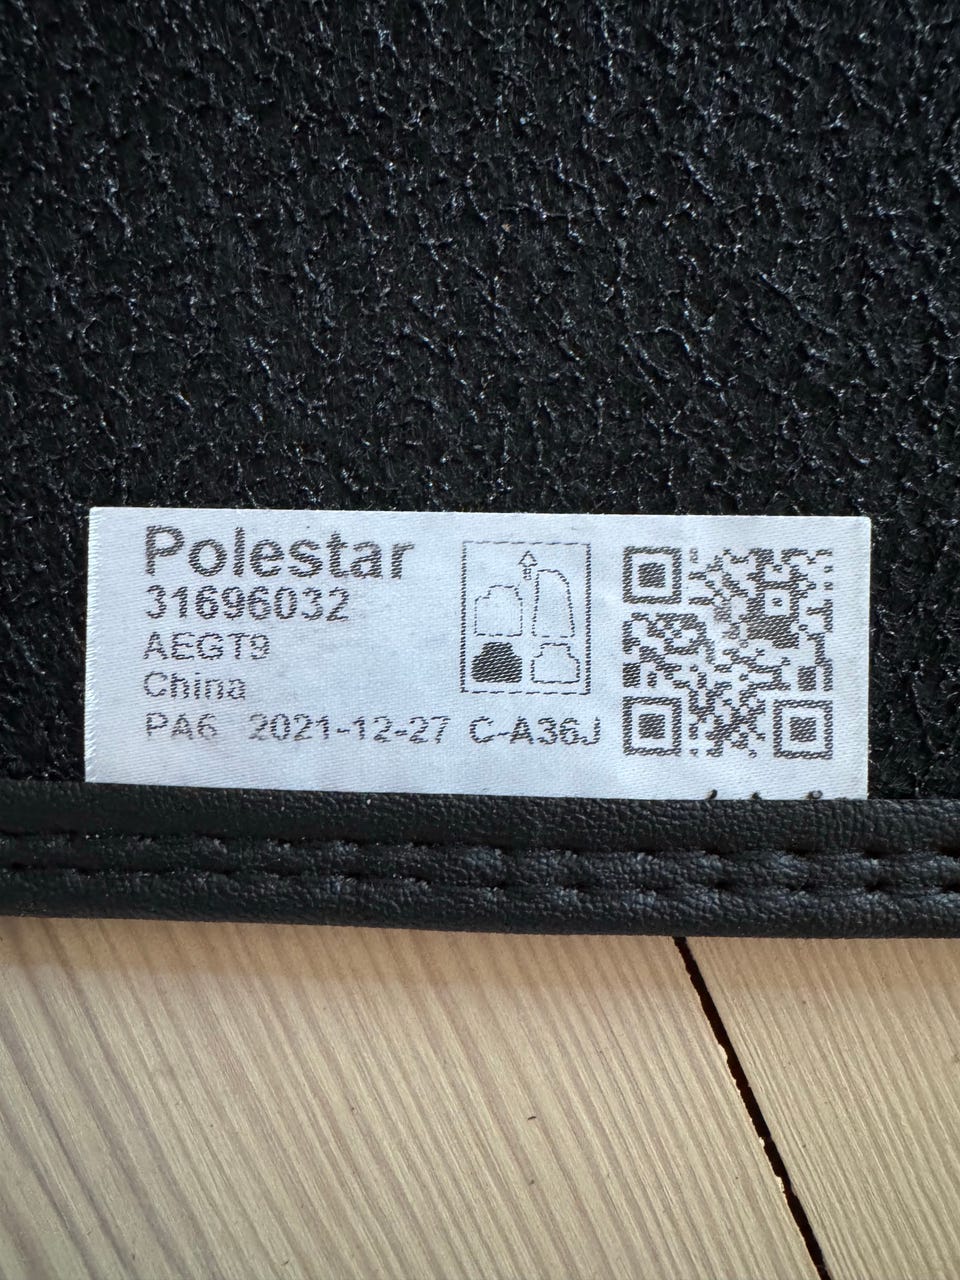 Polestar
31696032
AEGT9
China
PA6 2021-12-27 C-A36J